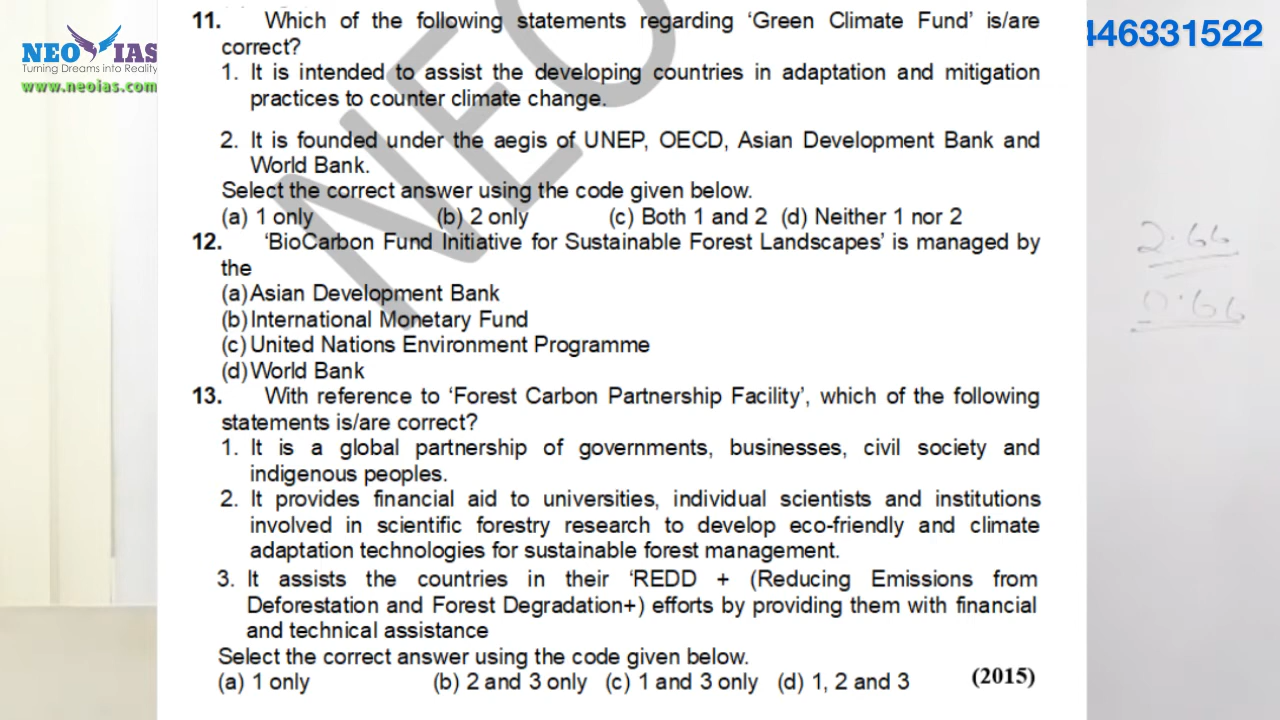 NEO IAS
Turning Dreams into Reality
www.neoias.com
446331522
11. Which of the following statements regarding ‘Green Climate Fund’ is/are
correct?
1. It is intended to assist the developing countries in adaptation and mitigation
practices to counter climate change.
2. It is founded under the aegis of UNEP, OECD, Asian Development Bank and
World Bank.
Select the correct answer using the code given below.
(a) 1 only (b) 2 only (c) Both 1 and 2 (d) Neither 1 nor 2
12. ‘BioCarbon Fund Initiative for Sustainable Forest Landscapes’ is managed by
the
(a) Asian Development Bank
(b) International Monetary Fund
(c) United Nations Environment Programme
(d) World Bank
13. With reference to ‘Forest Carbon Partnership Facility’, which of the following
statements is/are correct?
1. It is a global partnership of governments, businesses, civil society and
indigenous peoples.
2. It provides financial aid to universities, individual scientists and institutions
involved in scientific forestry research to develop eco-friendly and climate
adaptation technologies for sustainable forest management.
3. It assists the countries in their ‘REDD + (Reducing Emissions from
Deforestation and Forest Degradation+) efforts by providing them with financial
and technical assistance
Select the correct answer using the code given below.
(a) 1 only (b) 2 and 3 only (c) 1 and 3 only (d) 1, 2 and 3 (2015)
NEO
2.66
0.66